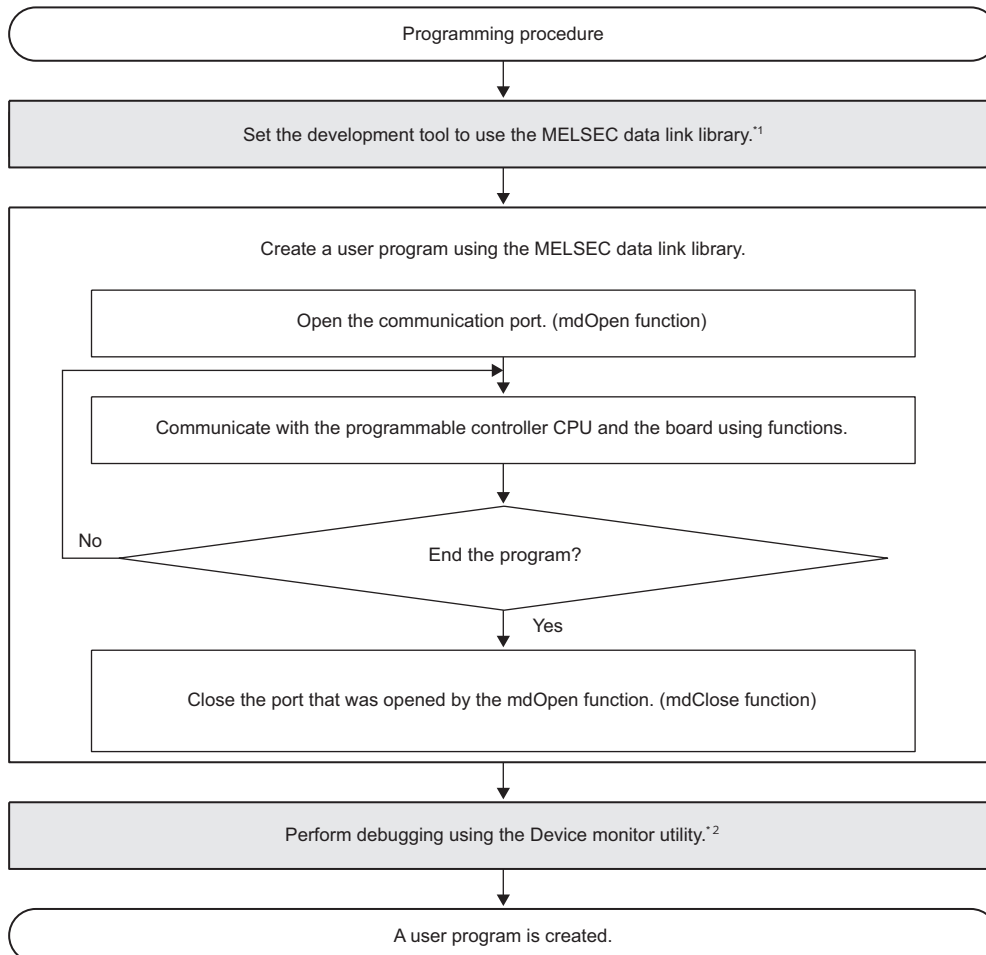 Programming procedure
Set the development tool to use the MELSEC data link library.*1
Create a user program using the MELSEC data link library.
Open the communication port. (mdOpen function)
Communicate with the programmable controller CPU and the board using functions.
No
End the program?
Yes
Close the port that was opened by the mdOpen function. (mdClose function)
Perform debugging using the Device monitor utility.*2
A user program is created.